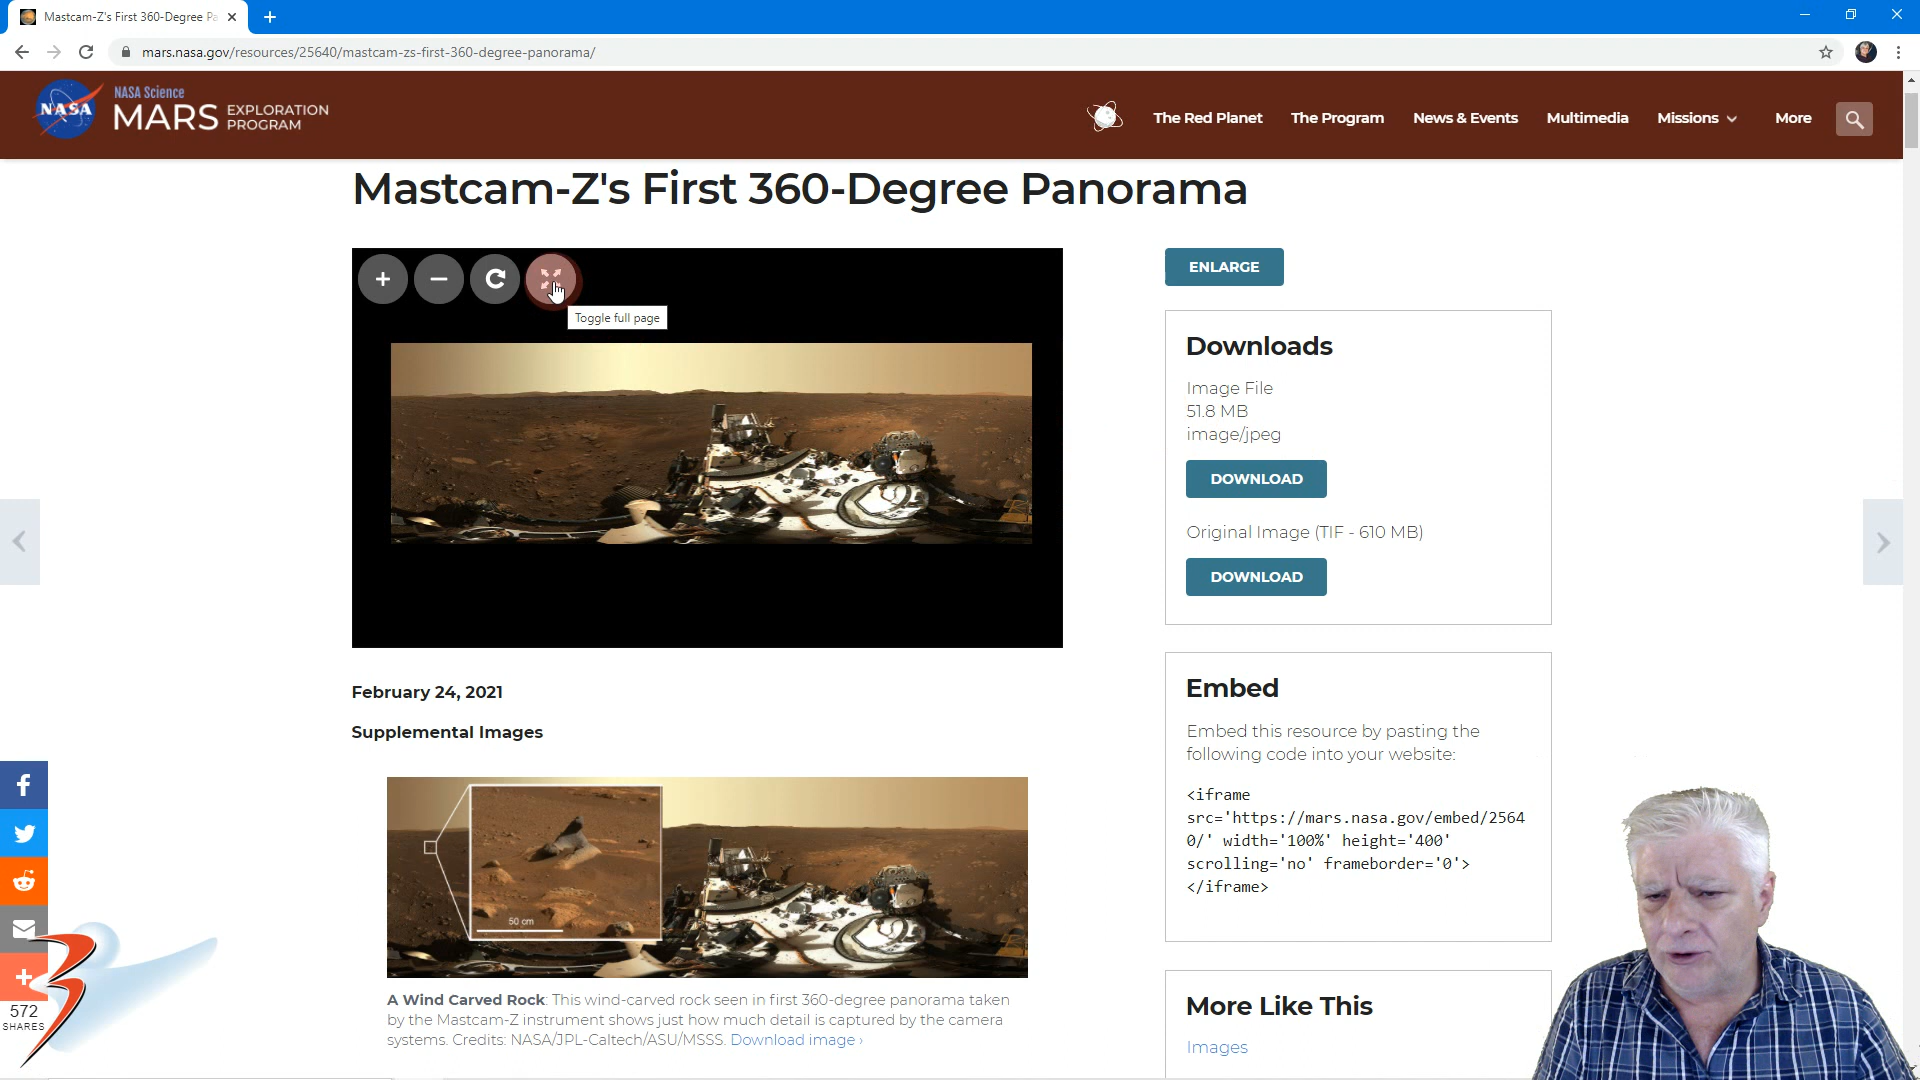 Mastcam-Z's First 360-Degree Pa
mars.nasa.gov/resources/25640/mastcam-zs-first-360-degree-panorama/
NASA
NASA Science
MARS EXPLORATION PROGRAM
The Red Planet
The Program
News & Events
Multimedia
Missions
More
Mastcam-Z's First 360-Degree Panorama
Toggle full page
ENLARGE
Downloads
Image File
51.8 MB
image/jpeg
DOWNLOAD
Original Image (TIF - 610 MB)
DOWNLOAD
February 24, 2021
Supplemental Images
50 cm
A Wind Carved Rock: This wind-carved rock seen in first 360-degree panorama taken
by the Mastcam-Z instrument shows just how much detail is captured by the camera
systems. Credits: NASA/JPL-Caltech/ASU/MSSS. Download image ›
Embed
Embed this resource by pasting the
following code into your website:
<iframe
src='https://mars.nasa.gov/embed/2564
0/' width='100%' height='400'
scrolling='no' frameborder='0'>
</iframe>
More Like This
Images
572
SHARES
3